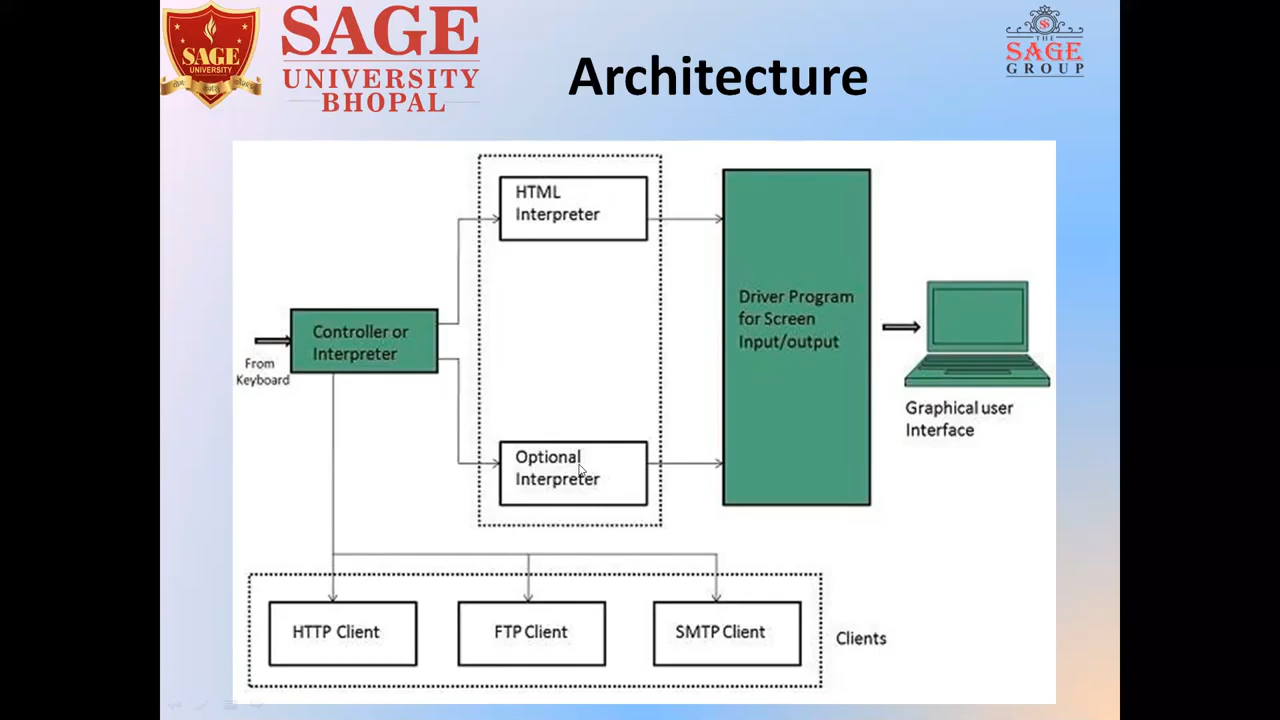 SAGE
UNIVERSITY
SAGE
UNIVERSITY
BHOPAL
Architecture
THE
SAGE
GROUP
HTML
Interpreter
Controller or
Interpreter
From
Keyboard
Driver Program
for Screen
Input/output
Graphical user
Interface
Optional
Interpreter
HTTP Client
FTP Client
SMTP Client
Clients